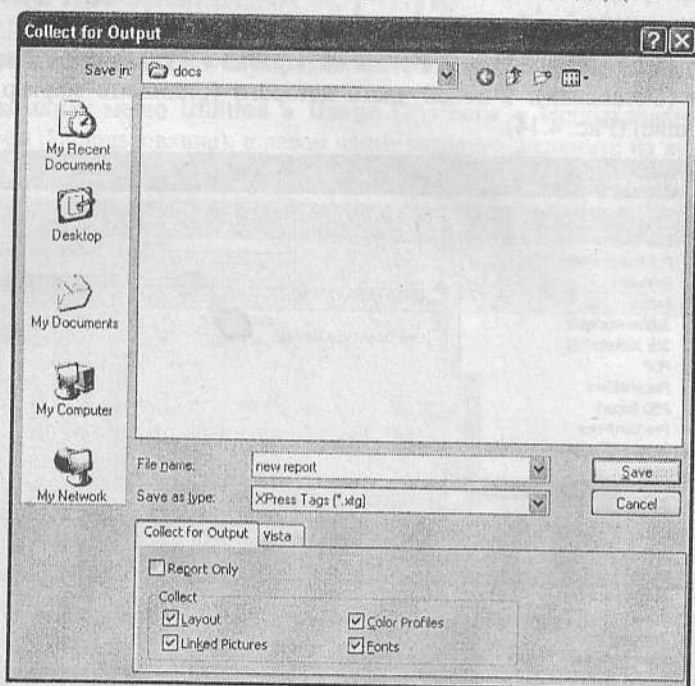 Collect for Output
Save in: docs
My Recent
Documents
Desktop
My Documents
My Computer
My Network
File name: new report Save
Save as type: XPress Tags (*.xtg) Cancel
Collect for Output Vista
Report Only
Collect
Layout Color Profiles
Linked Pictures Fonts